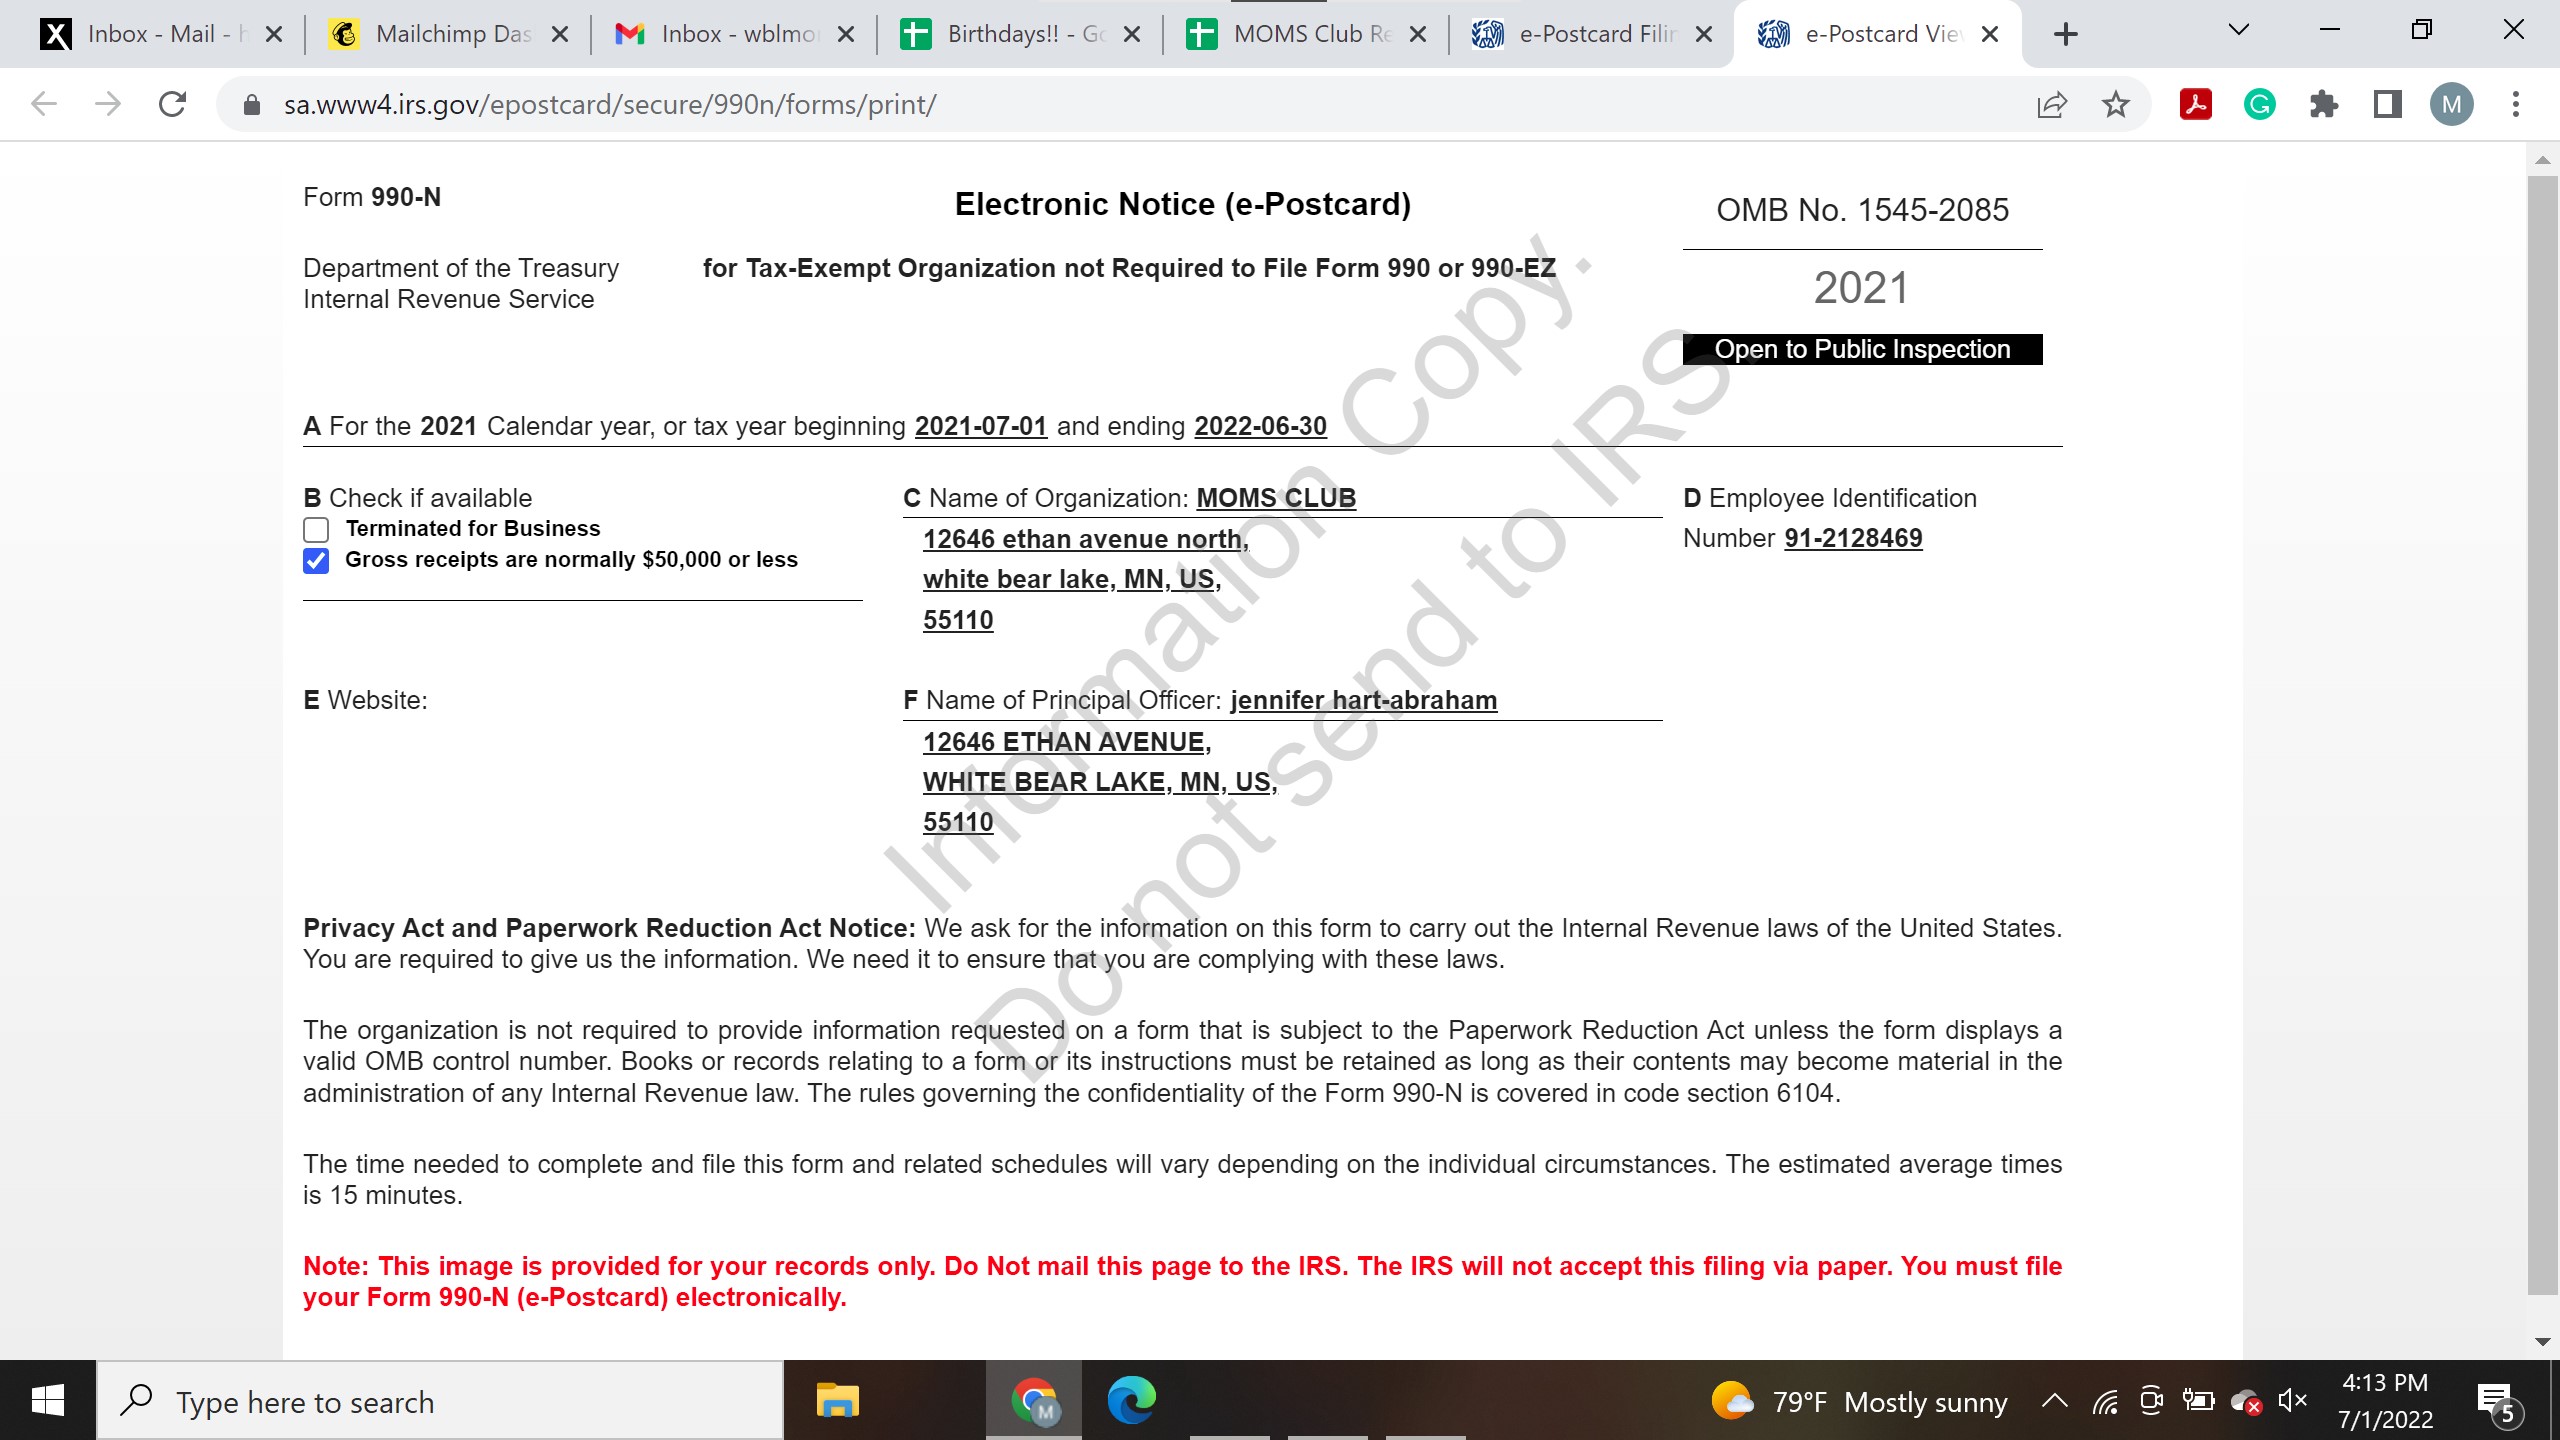 Inbox - Mail - h
Mailchimp Das
Inbox - wblmo
Birthdays!! - Go
MOMS Club Re
e-Postcard Filin
e-Postcard Vie
sa.www4.irs.gov/epostcard/secure/990n/forms/print/
M
Form 990-N
Electronic Notice (e-Postcard)
OMB No. 1545-2085
Department of the Treasury
Internal Revenue Service
for Tax-Exempt Organization not Required to File Form 990 or 990-EZ
2021
Open to Public Inspection
A For the 2021 Calendar year, or tax year beginning 2021-07-01 and ending 2022-06-30
B Check if available
Terminated for Business
Gross receipts are normally $50,000 or less
C Name of Organization: MOMS CLUB
12646 ethan avenue north,
white bear lake, MN, US,
55110
D Employee Identification
Number 91-2128469
E Website:
F Name of Principal Officer: jennifer hart-abraham
12646 ETHAN AVENUE,
WHITE BEAR LAKE, MN, US,
55110
Information Copy.
Do not send to IRS.
Privacy Act and Paperwork Reduction Act Notice: We ask for the information on this form to carry out the Internal Revenue laws of the United States.
You are required to give us the information. We need it to ensure that you are complying with these laws.
The organization is not required to provide information requested on a form that is subject to the Paperwork Reduction Act unless the form displays a
valid OMB control number. Books or records relating to a form or its instructions must be retained as long as their contents may become material in the
administration of any Internal Revenue law. The rules governing the confidentiality of the Form 990-N is covered in code section 6104.
The time needed to complete and file this form and related schedules will vary depending on the individual circumstances. The estimated average times
is 15 minutes.
Note: This image is provided for your records only. Do Not mail this page to the IRS. The IRS will not accept this filing via paper. You must file
your Form 990-N (e-Postcard) electronically.
Type here to search
M
79°F Mostly sunny
4:13 PM
7/1/2022
5